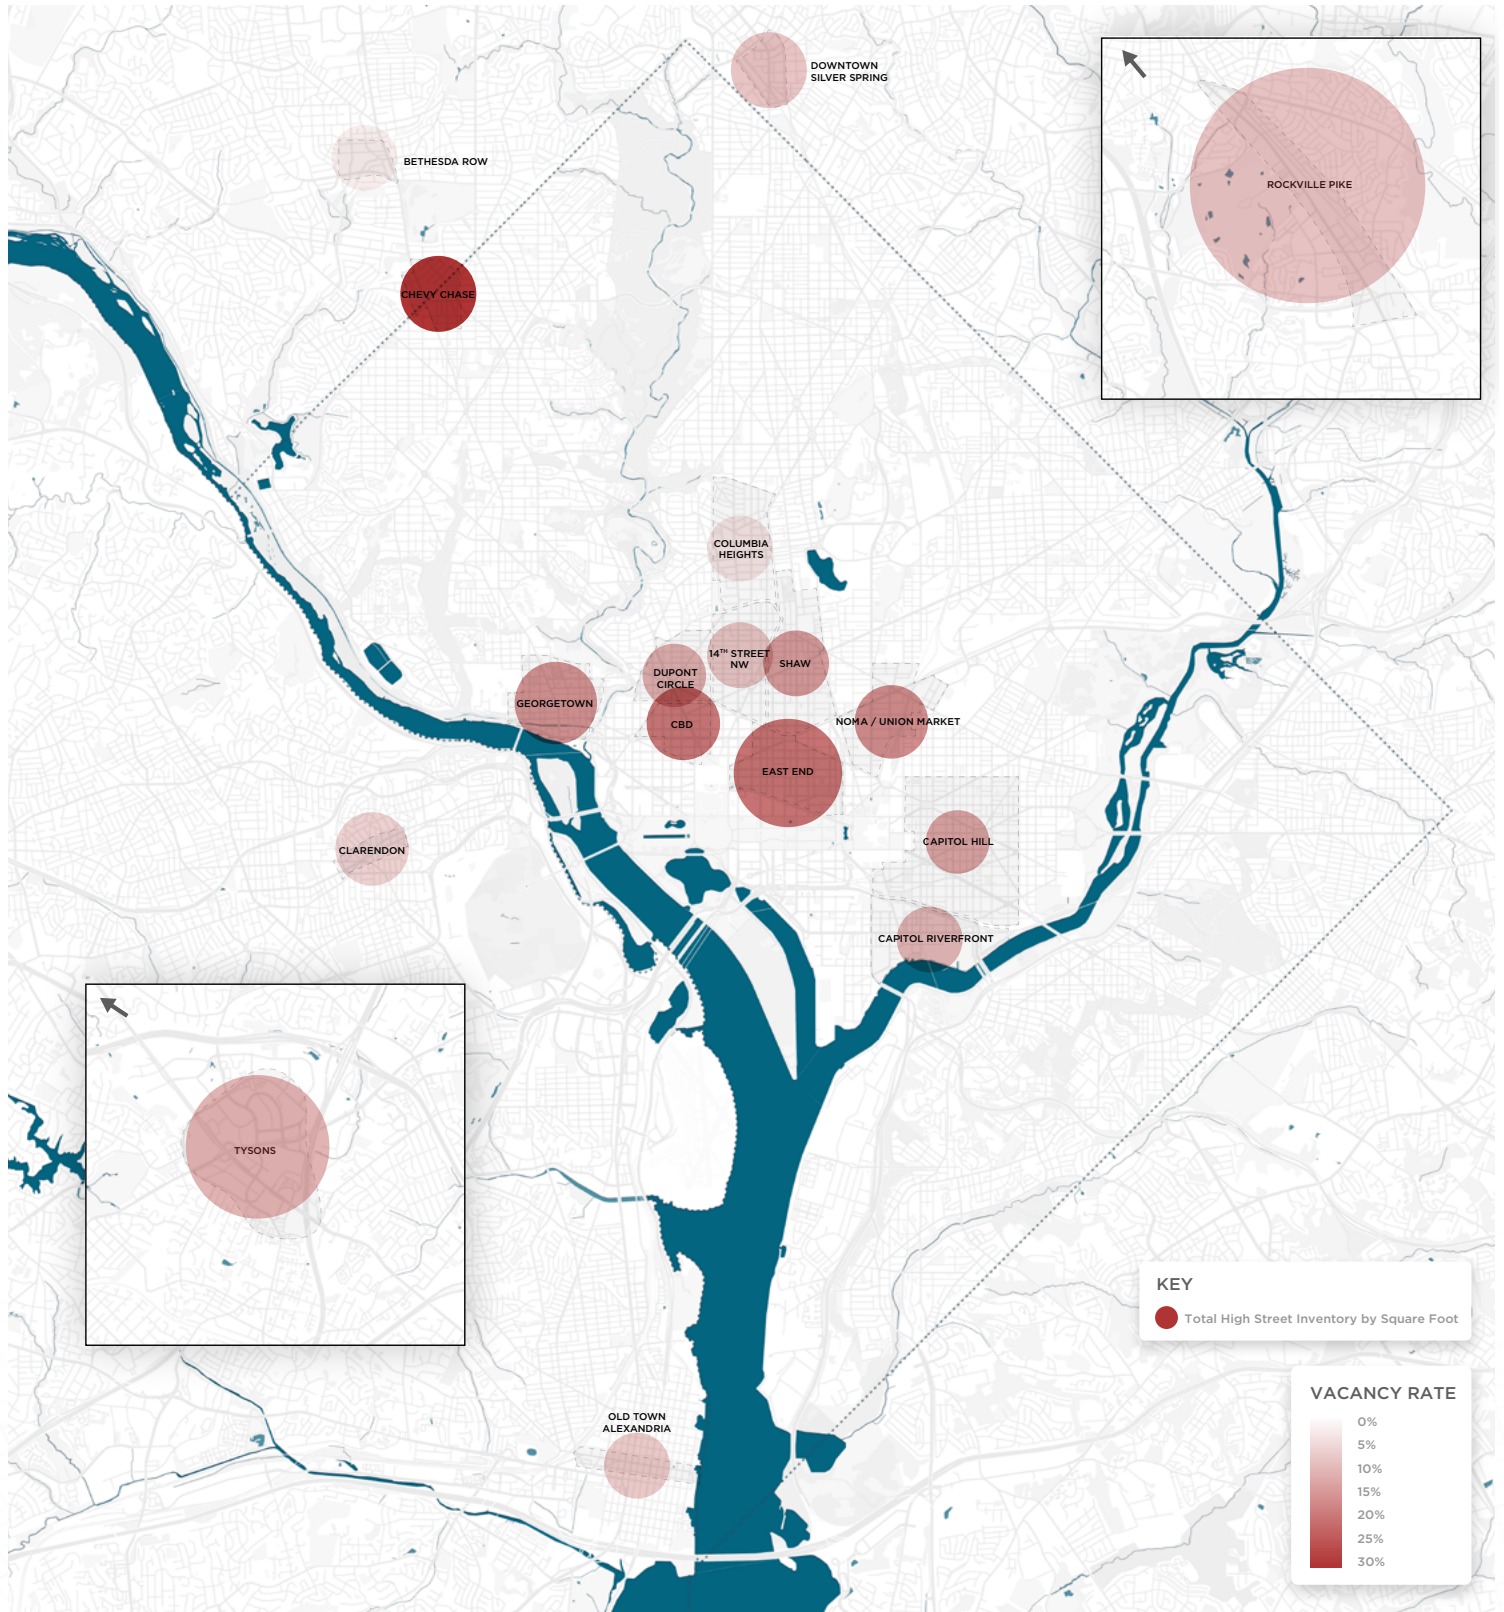 DOWNTOWN
SILVER SPRING
BETHESDA ROW
ROCKVILLE PIKE
CHEVY CHASE
COLUMBIA
HEIGHTS
14TH STREET
NW
SHAW
DUPONT
CIRCLE
GEORGETOWN
CBD
NOMA / UNION MARKET
EAST END
CLARENDON
CAPITOL HILL
CAPITOL RIVERFRONT
TYSONS
KEY
Total High Street Inventory by Square Foot
OLD TOWN
ALEXANDRIA
VACANCY RATE
0%
5%
10%
15%
20%
25%
30%